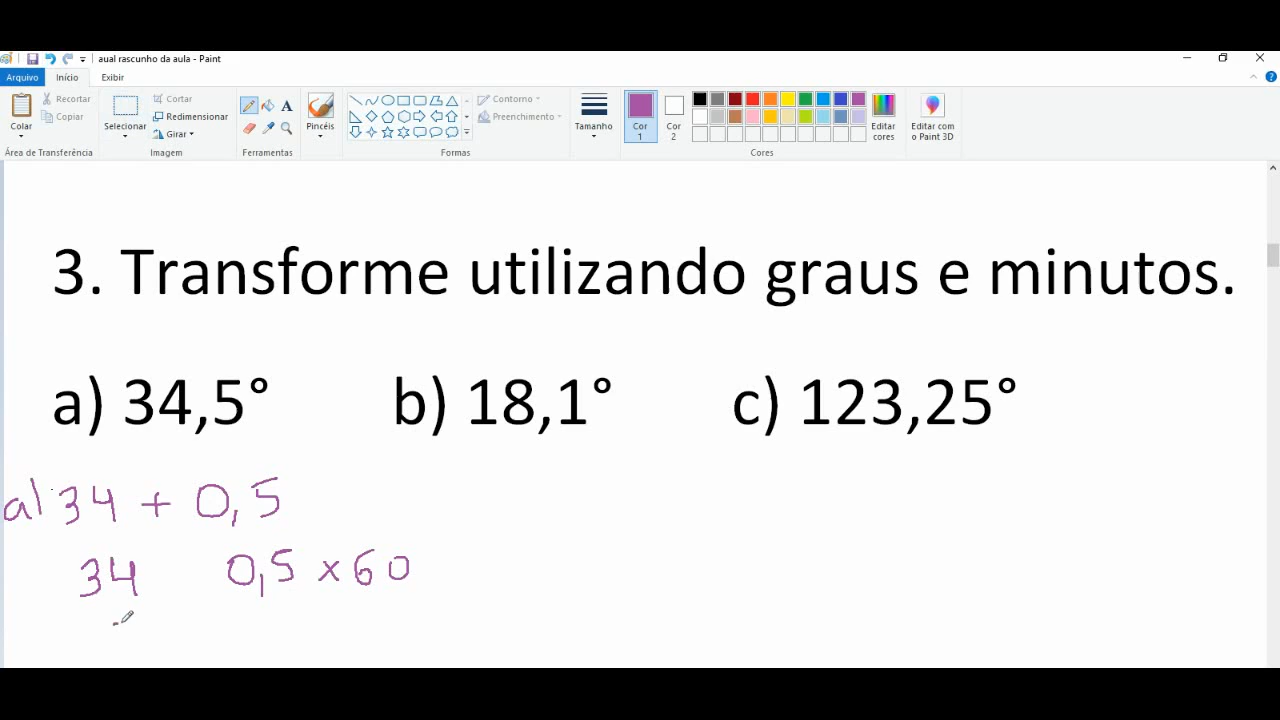 aual rascunho da aula - Paint
Arquivo Início Exibir
Colar Recortar Copiar Selecionar Cortar Redimensionar Girar Pincéis Contorno Preenchimento Tamanho Cor 1 Cor 2 Editar cores Editar com o Paint 3D
Área de Transferência Imagem Ferramentas Formas Cores
3. Transforme utilizando graus e minutos.
a) 34,5° b) 18,1° c) 123,25°
a) 34 + 0,5
34 0,5 x 60